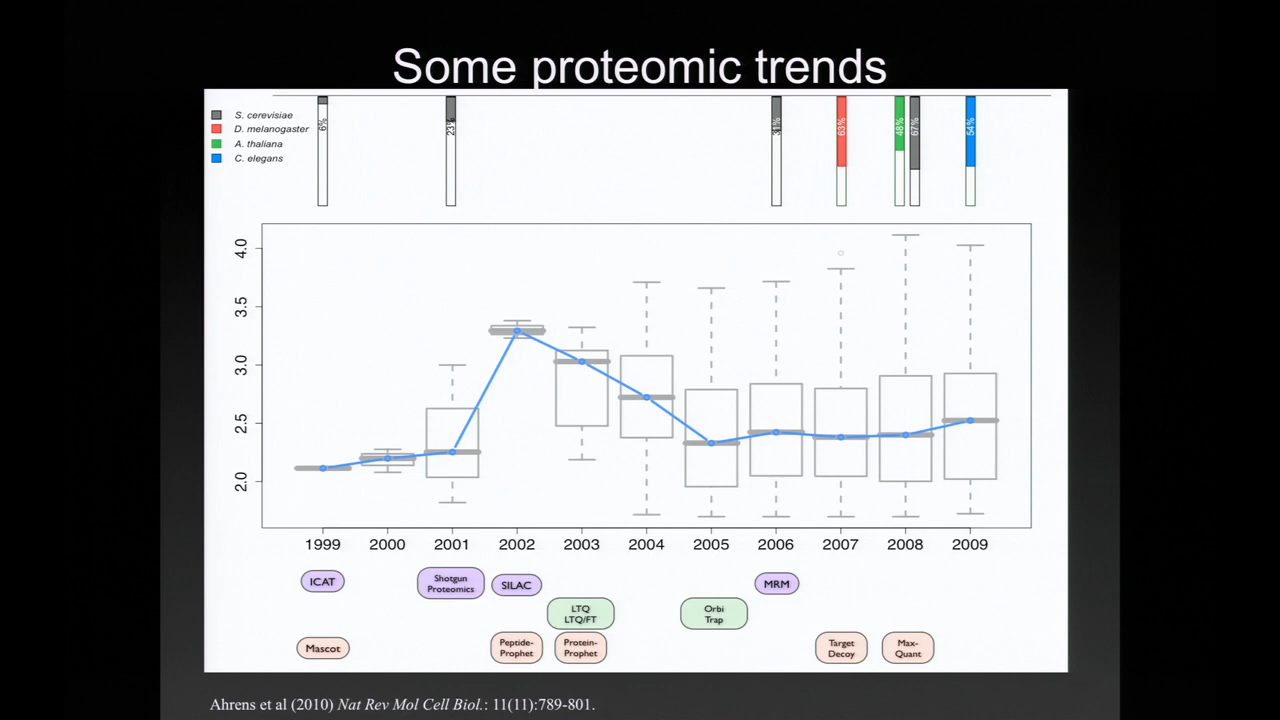 Some proteomic trends
S. cerevisiae
D. melanogaster
A. thaliana
C. elegans
6%
23%
31%
63%
48%
67%
54%
4.0
3.5
3.0
2.5
2.0
1999 2000 2001 2002 2003 2004 2005 2006 2007 2008 2009
ICAT
Shotgun
Proteomics
SILAC
MRM
LTQ
LTQ/FT
Orbi
Trap
Mascot
Peptide-
Prophet
Protein-
Prophet
Target
Decoy
Max-
Quant
Ahrens et al (2010) Nat Rev Mol Cell Biol.: 11(11):789-801.